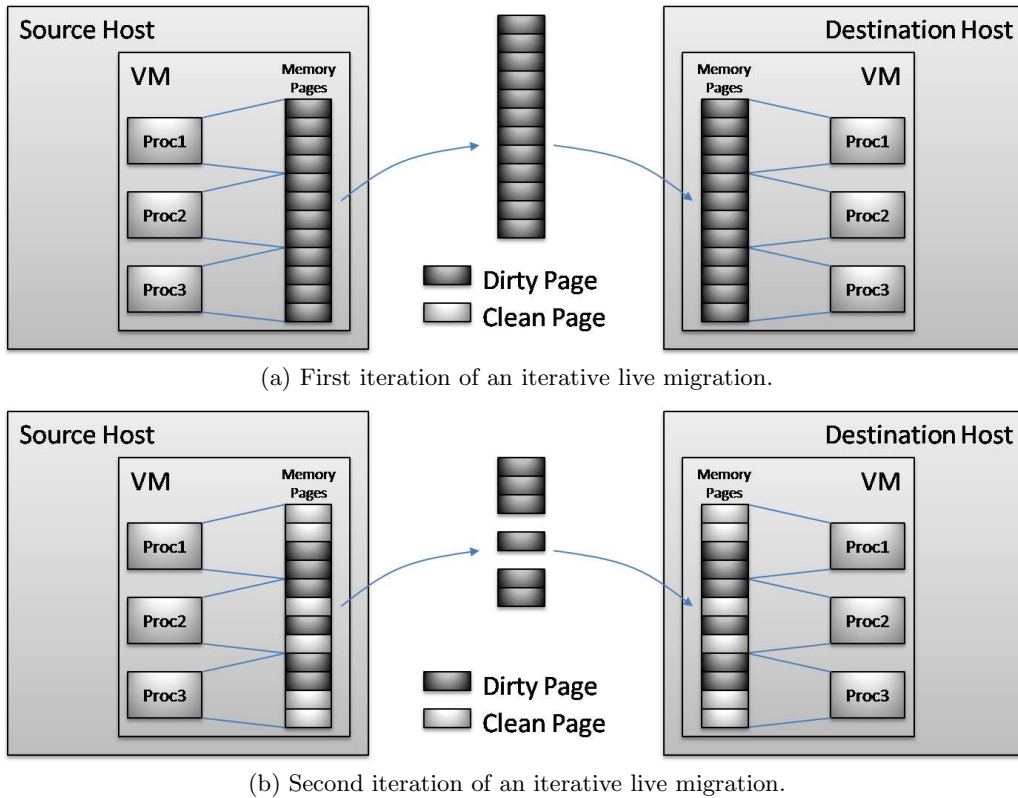 Source Host
Destination Host
VM
Memory
Pages
Memory
Pages
VM
Proc1
Proc1
Proc2
Proc2
Proc3
Proc3
Dirty Page
Clean Page
(a) First iteration of an iterative live migration.
Source Host
Destination Host
VM
Memory
Pages
Memory
Pages
VM
Proc1
Proc1
Proc2
Proc2
Proc3
Proc3
Dirty Page
Clean Page
(b) Second iteration of an iterative live migration.